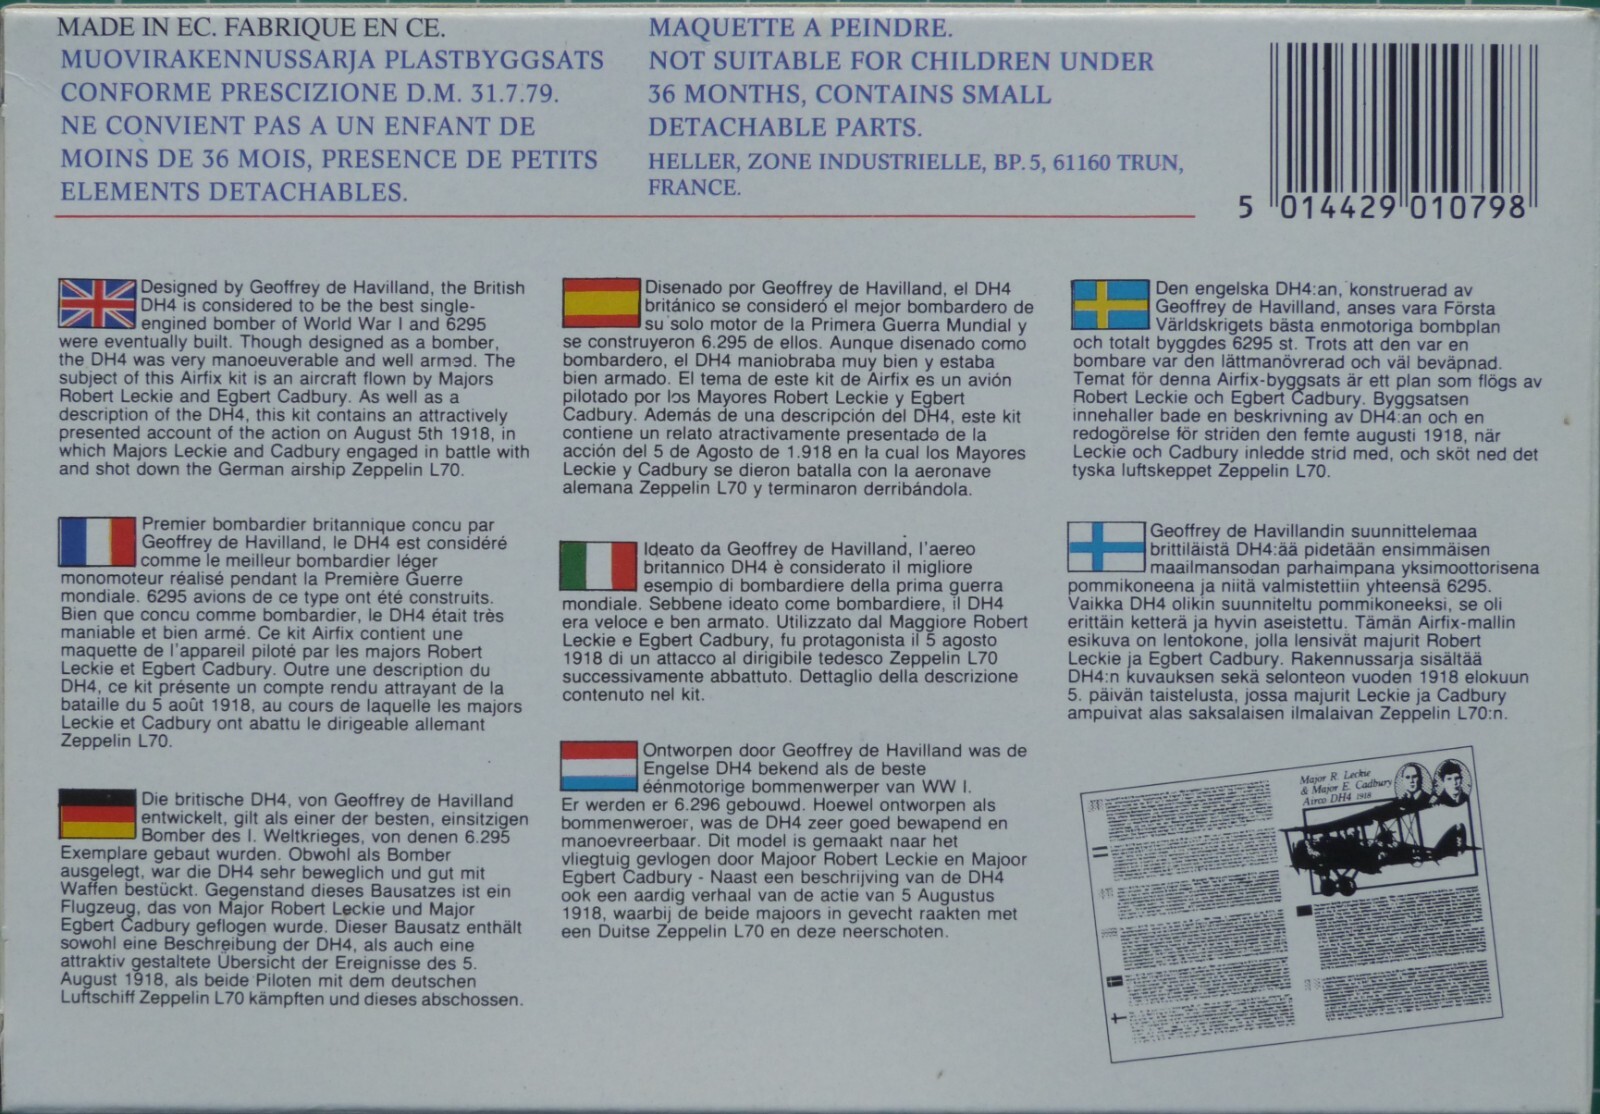 MADE IN EC. FABRIQUE EN CE.
MUOVIRAKENNUSSARJA PLASTBYGGSATS
CONFORME PRESCIZIONE D.M. 31.7.79.
NE CONVIENT PAS A UN ENFANT DE
MOINS DE 36 MOIS, PRESENCE DE PETITS
ELEMENTS DETACHABLES.
MAQUETTE A PEINDRE.
NOT SUITABLE FOR CHILDREN UNDER
36 MONTHS, CONTAINS SMALL
DETACHABLE PARTS.
HELLER, ZONE INDUSTRIELLE, BP. 5, 61160 TRUN,
FRANCE.
5 014429 010798
Designed by Geoffrey de Havilland, the British
DH4 is considered to be the best single-
engined bomber of World War I and 6295
were eventually built. Though designed as a bomber,
the DH4 was very manoeuverable and well armed. The
subject of this Airfix kit is an aircraft flown by Majors
Robert Leckie and Egbert Cadbury. As well as a
description of the DH4, this kit contains an attractively
presented account of the action on August 5th 1918, in
which Majors Leckie and Cadbury engaged in battle with
and shot down the German airship Zeppelin L70.
Premier bombardier britannique concu par
Geoffrey de Havilland, le DH4 est considéré
comme le meilleur bombardier léger
monomoteur réalisé pendant la Première Guerre
mondiale. 6295 avions de ce type ont été construits.
Bien que concu comme bombardier, le DH4 était très
maniable et bien armé. Ce kit Airfix contient une
maquette de l'appareil piloté par les majors Robert
Leckie et Egbert Cadbury. Outre une description du
DH4, ce kit présente un compte rendu attrayant de la
bataille du 5 août 1918, au cours de laquelle les majors
Leckie et Cadbury ont abattu le dirigeable allemant
Zeppelin L70.
Die britische DH4, von Geoffrey de Havilland
entwickelt, gilt als einer der besten, einsitzigen
Bomber des I. Weltkrieges, von denen 6.295
Exemplare gebaut wurden. Obwohl als Bomber
ausgelegt, war die DH4 sehr beweglich und gut mit
Waffen bestückt. Gegenstand dieses Bausatzes ist ein
Flugzeug, das von Major Robert Leckie und Major
Egbert Cadbury geflogen wurde. Dieser Bausatz enthält
sowohl eine Beschreibung der DH4, als auch eine
attraktiv gestaltete Übersicht der Ereignisse des 5.
August 1918, als beide Piloten mit dem deutschen
Luftschiff Zeppelin L70 kämpften und dieses abschossen.
Disenado por Geoffrey de Havilland, el DH4
británico se consideró el mejor bombardero de
su solo motor de la Primera Guerra Mundial y
se construyeron 6.295 de ellos. Aunque disenado como
bombardero, el DH4 maniobraba muy bien y estaba
bien armado. El tema de este kit de Airfix es un avión
pilotado por los Mayores Robert Leckie y Egbert
Cadbury. Además de una descripción del DH4, este kit
contiene un relato atractivamente presentado de la
acción del 5 de Agosto de 1.918 en la cual los Mayores
Leckie y Cadbury se dieron batalla con la aeronave
alemana Zeppelin L70 y terminaron derribándola.
Ideato da Geoffrey de Havilland, l'aereo
britannico DH4 è considerato il migliore
esempio di bombardiere della prima guerra
mondiale. Sebbene ideato come bombardiere, il DH4
era veloce e ben armato. Utilizzato dal Maggiore Robert
Leckie e Egbert Cadbury, fu protagonista il 5 agosto
1918 di un attacco al dirigibile tedesco Zeppelin L70
successivamente abbattuto. Dettaglio della descrizione
contenuto nel kit.
Ontworpen door Geoffrey de Havilland was de
Engelse DH4 bekend als de beste
éénmotorige bommenwerper van WW I.
Er werden er 6.296 gebouwd. Hoewel ontworpen als
bommenweroer, was de DH4 zeer goed bewapend en
manoevreerbaar. Dit model is gemaakt naar het
vliegtuig gevlogen door Majoor Robert Leckie en Majoor
Egbert Cadbury - Naast een beschrijving van de DH4
ook een aardig verhaal van de actie van 5 Augustus
1918, waarbij de beide majoors in gevecht raakten met
een Duitse Zeppelin L70 en deze neerschoten.
Den engelska DH4:an, konstruerad av
Geoffrey de Havilland, anses vara Första
Världskrigets bästa enmotoriga bombplan
och totalt byggdes 6295 st. Trots att den var en
bombare var den lättmanövrerad och väl beväpnad.
Temat för denna Airfix-byggsats är ett plan som flögs av
Robert Leckie och Egbert Cadbury. Byggsatsen
innehaller bade en beskrivning av DH4:an och en
redogörelse för striden den femte augusti 1918, när
Leckie och Cadbury inledde strid med, och sköt ned det
tyska luftskeppet Zeppelin L70.
Geoffrey de Havillandin suunnittelemaa
brittiläistä DH4:ää pidetään ensimmäisen
maailmansodan parhaimpana yksimoottorisena
pommikoneena ja niitä valmistettiin yhteensä 6295.
Vaikka DH4 olikin suunniteltu pommikoneeksi, se oli
erittäin ketterä ja hyvin aseistettu. Tämän Airfix-mallin
esikuva on lentokone, jolla lensivät majurit Robert
Leckie ja Egbert Cadbury. Rakennussarja sisältää
DH4:n kuvauksen sekä selonteon vuoden 1918 elokuun
5. päivän taistelusta, jossa majurit Leckie ja Cadbury
ampuivat alas saksalaisen ilmalaivan Zeppelin L70:n.
Major R. Leckie
& Major E. Cadbury
Airco DH4 1918